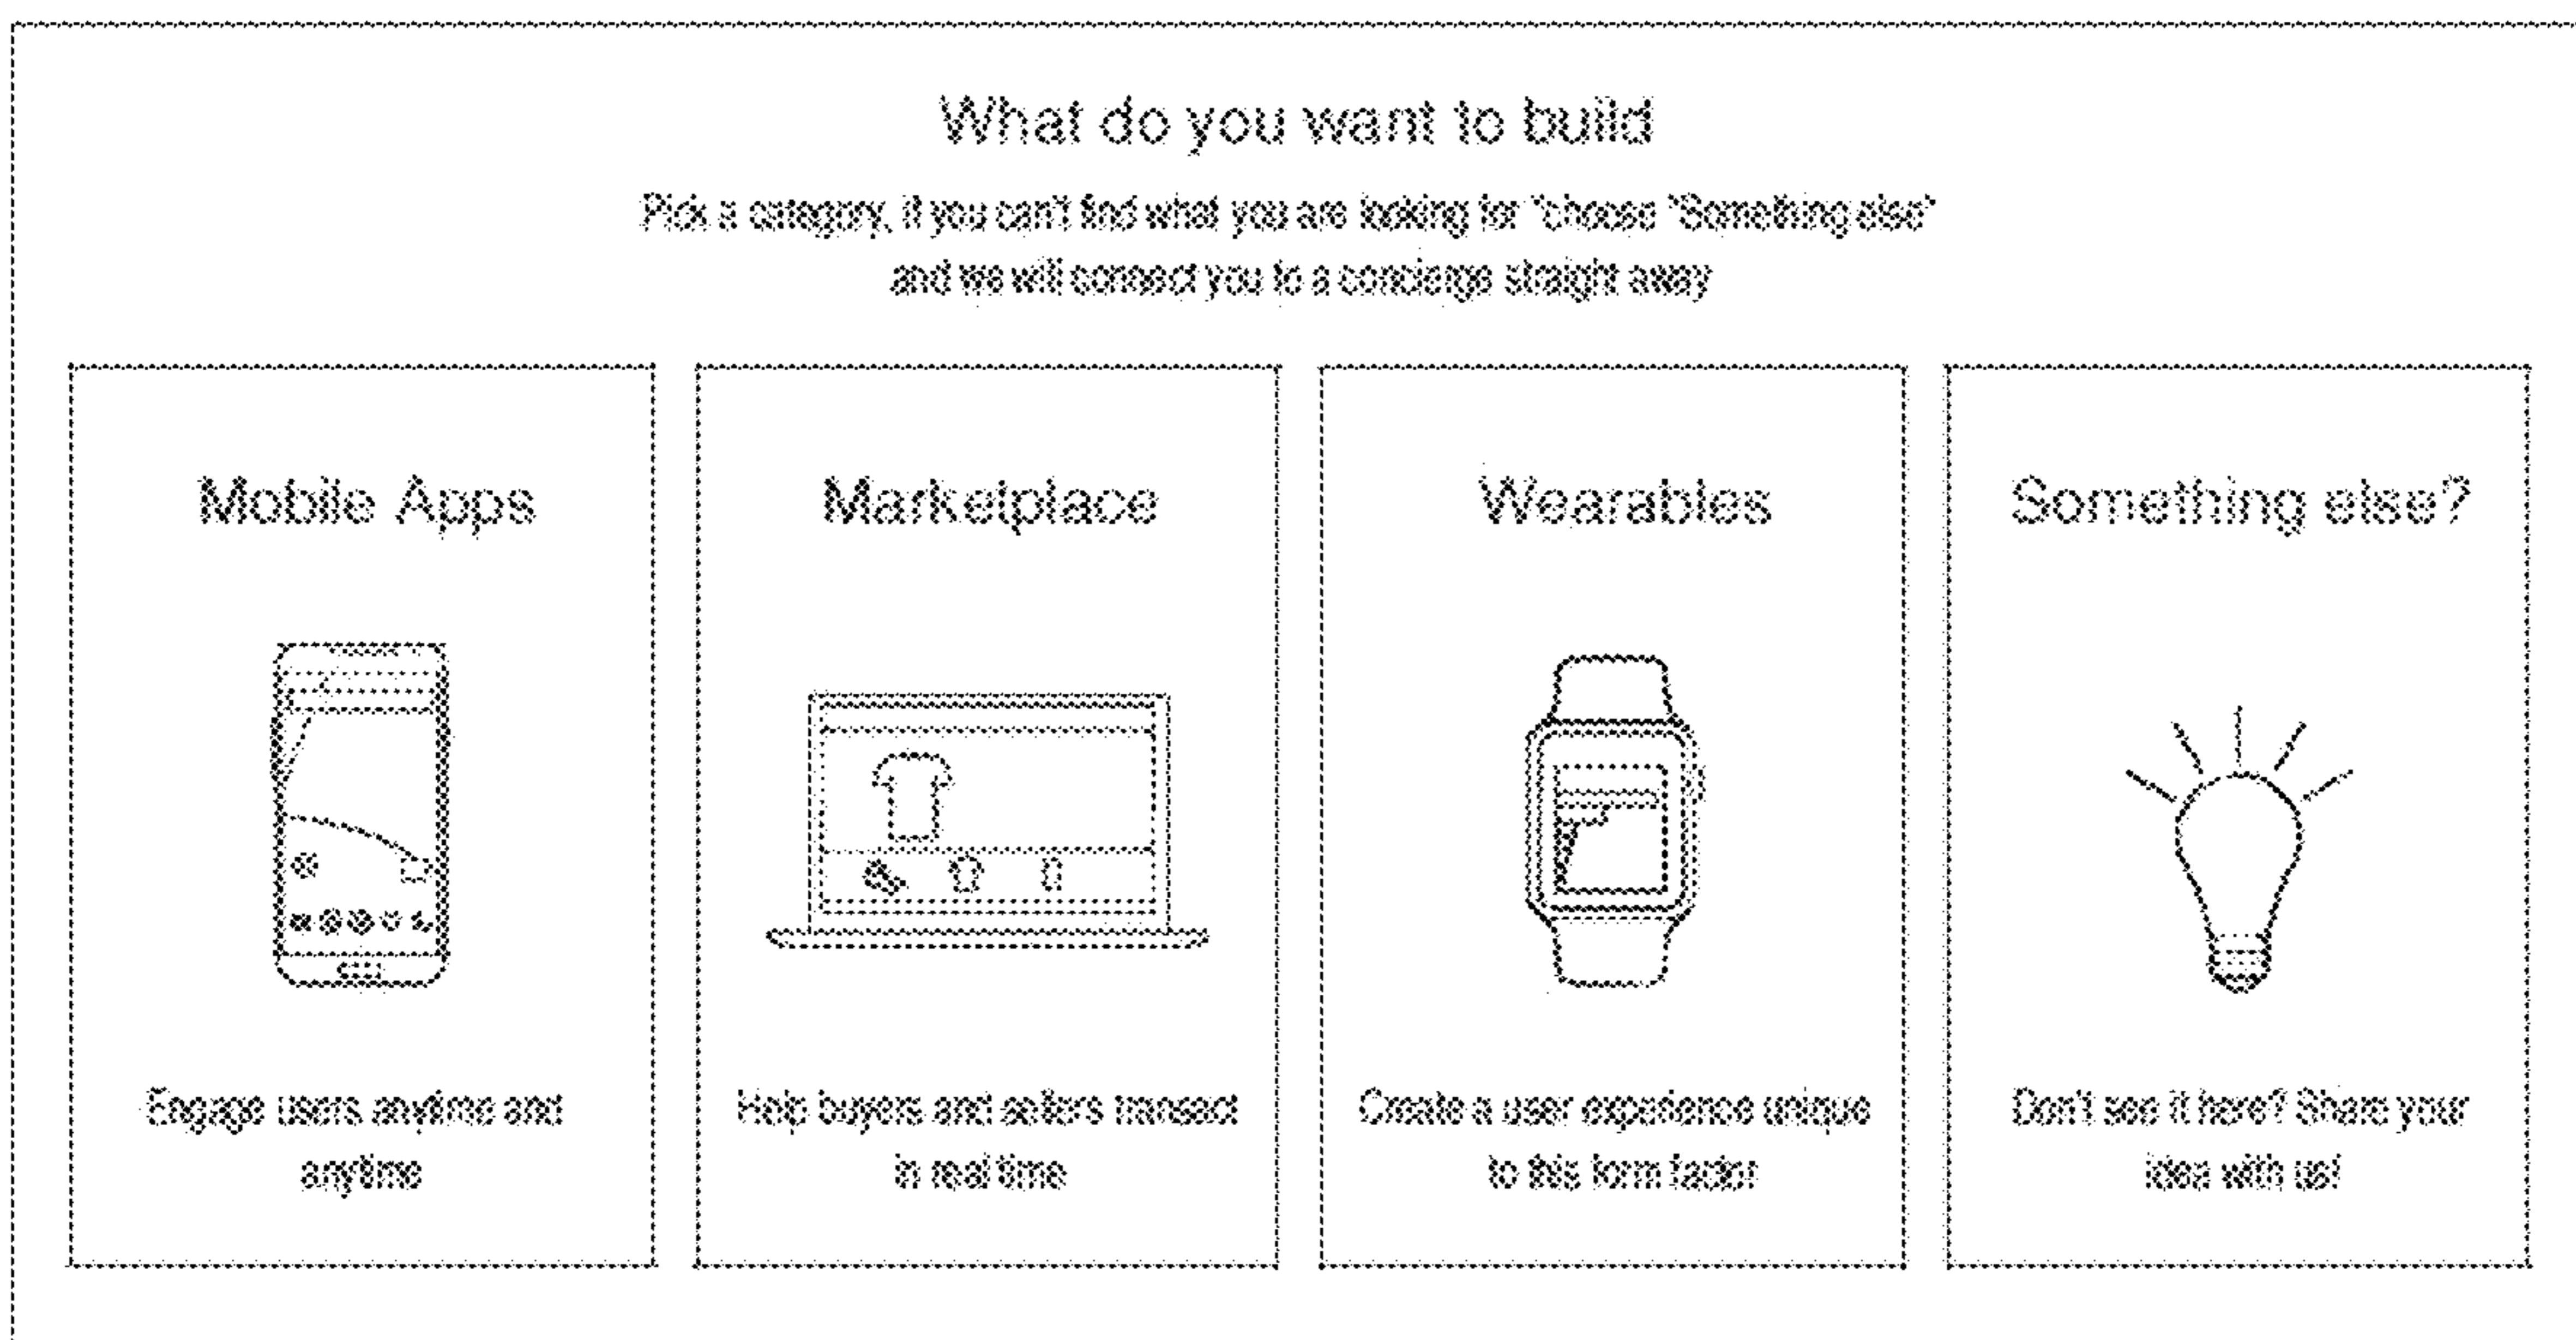 What do you want to build
Pick a category, if you can't find what you are looking for "choose "Something else"
and we will connect you to a concierge straight away
Mobile Apps
Engage users anytime and
anytime
Marketplace
Help buyers and sellers transact
in real time
Wearables
Create a user experience unique
to this form factor
Something else?
Don't see it here? Share your
idea with us!